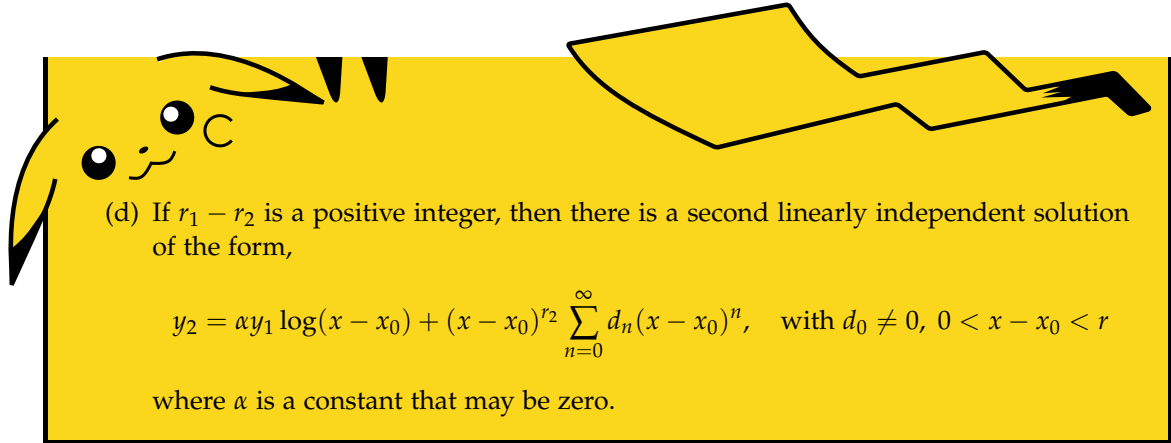 (d) If r₁ − r₂ is a positive integer, then there is a second linearly independent solution
of the form,
y₂ = αy₁ log(x − x₀) + (x − x₀)^{r₂} ∑_{n=0}^{∞} dₙ(x − x₀)ⁿ, with d₀ ≠ 0, 0 < x − x₀ < r
where α is a constant that may be zero.